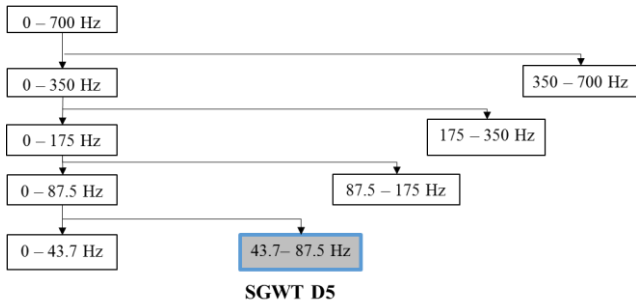 0 – 700 Hz
0 – 350 Hz
350 – 700 Hz
0 – 175 Hz
175 – 350 Hz
0 – 87.5 Hz
87.5 – 175 Hz
0 – 43.7 Hz
43.7– 87.5 Hz
SGWT D5